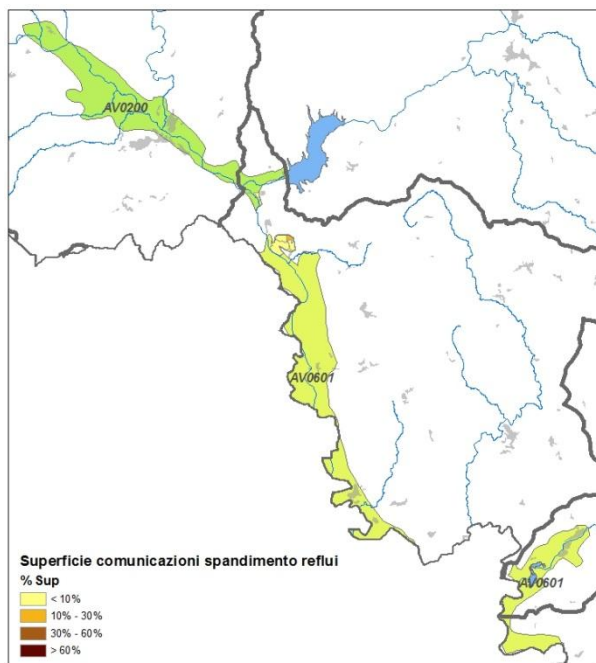 AV0200
AV0601
AV0601
Superficie comunicazioni spandimento reflui
% Sup
< 10%
10% - 30%
30% - 60%
> 60%